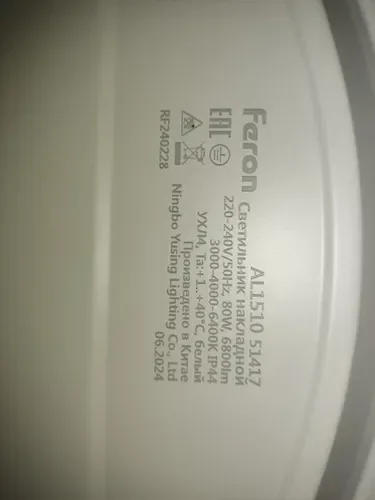 Feron
AL1510 51417
Светильник накладной
220-240V/50Hz, 80W, 6800lm
3000-4000-6400K IP44
УХЛ4, Ta:+1..+40°C, белый
Произведено в Китае
Ningbo Yusing Lighting Co., Ltd
06.2024
EAC
RF240228